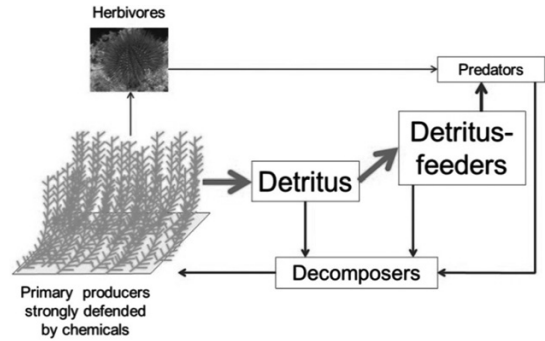 Herbivores
Predators
Detritus-
feeders
Detritus
Decomposers
Primary producers
strongly defended
by chemicals